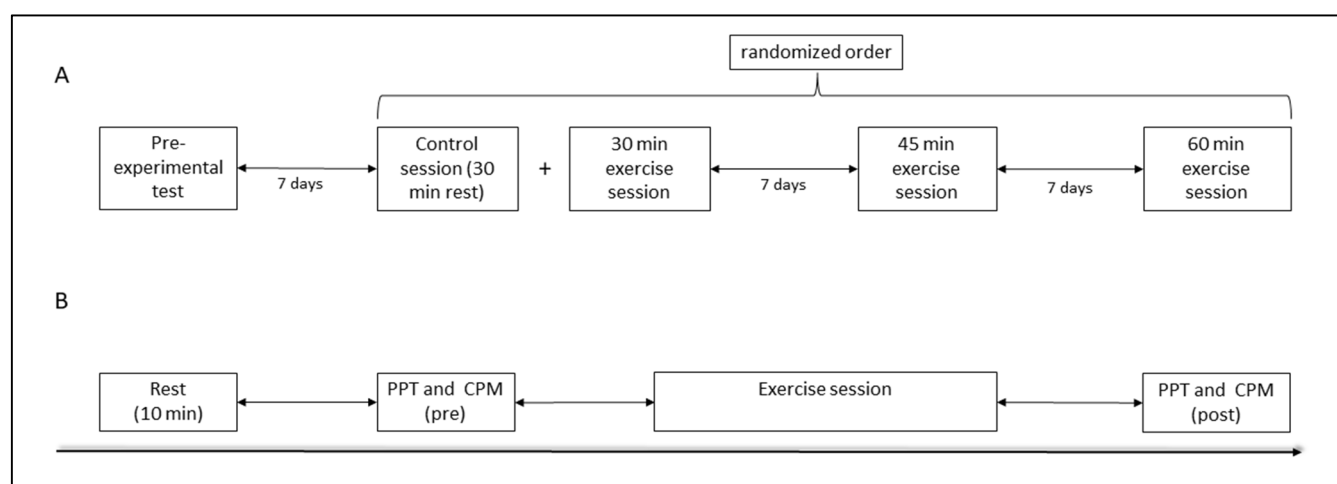 randomized order
A
Pre-
experimental
test
7 days
Control
session (30
min rest)
+
30 min
exercise
session
7 days
45 min
exercise
session
7 days
60 min
exercise
session
B
Rest
(10 min)
PPT and CPM
(pre)
Exercise session
PPT and CPM
(post)